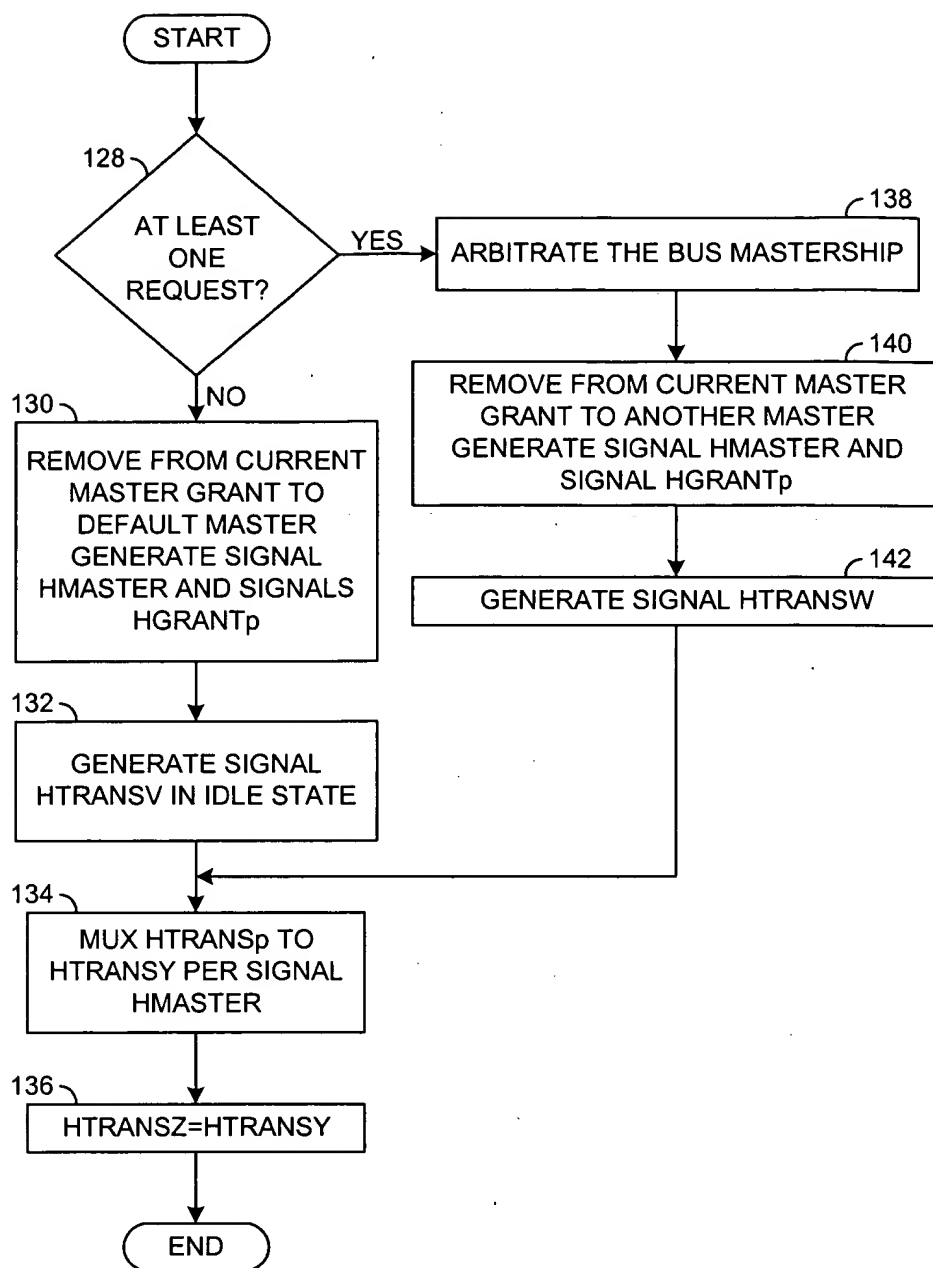 START
128
AT LEAST
ONE
REQUEST?
YES
NO
138
ARBITRATE THE BUS MASTERSHIP
140
REMOVE FROM CURRENT MASTER
GRANT TO ANOTHER MASTER
GENERATE SIGNAL HMASTER AND
SIGNAL HGRANTp
142
GENERATE SIGNAL HTRANSW
130
REMOVE FROM CURRENT
MASTER GRANT TO
DEFAULT MASTER
GENERATE SIGNAL
HMASTER AND SIGNALS
HGRANTp
132
GENERATE SIGNAL
HTRANSV IN IDLE STATE
134
MUX HTRANSp TO
HTRANSY PER SIGNAL
HMASTER
136
HTRANSZ=HTRANSY
END